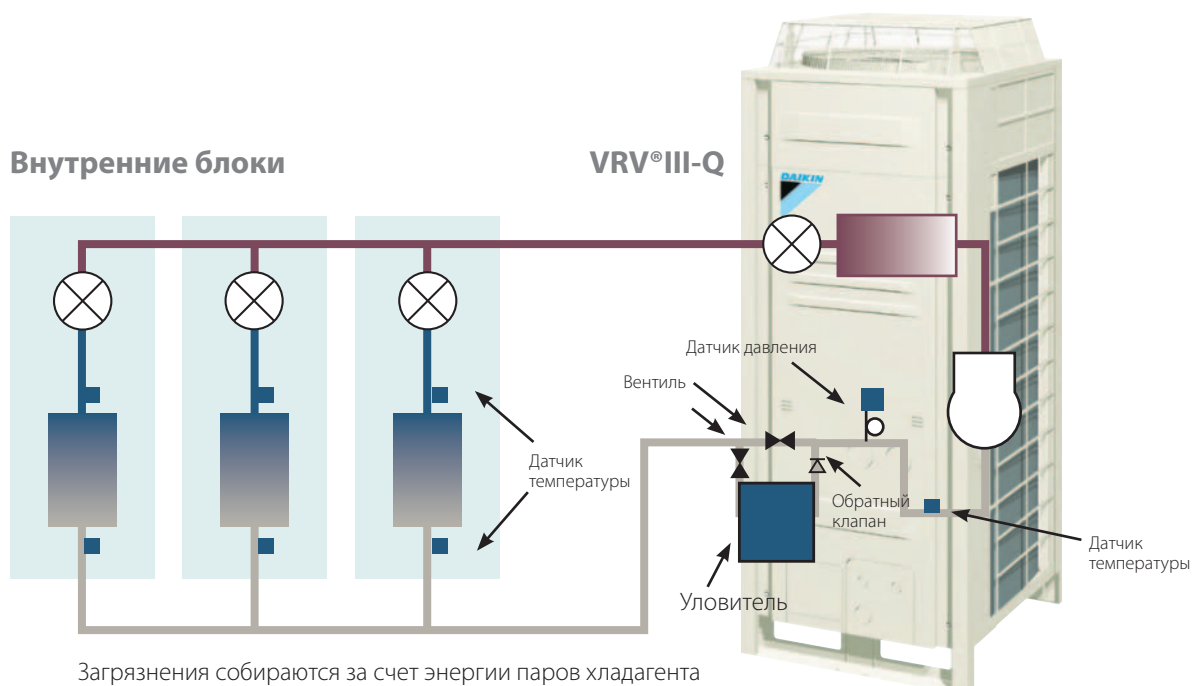 Внутренние блоки
VRV®III-Q
DAIKIN
Датчик давления
Вентиль
Датчик
температуры
Обратный
клапан
Датчик
температуры
Уловитель
Загрязнения собираются за счет энергии паров хладагента